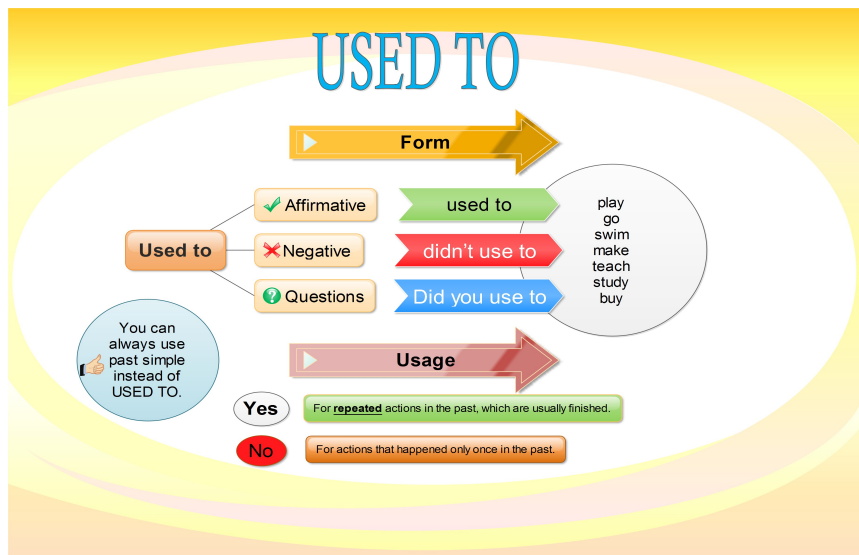 USED TO
Form
Used to
Affirmative
used to
Negative
didn't use to
Questions
Did you use to
play
go
swim
make
teach
study
buy
You can
always use
past simple
instead of
USED TO.
Usage
Yes
For repeated actions in the past, which are usually finished.
No
For actions that happened only once in the past.